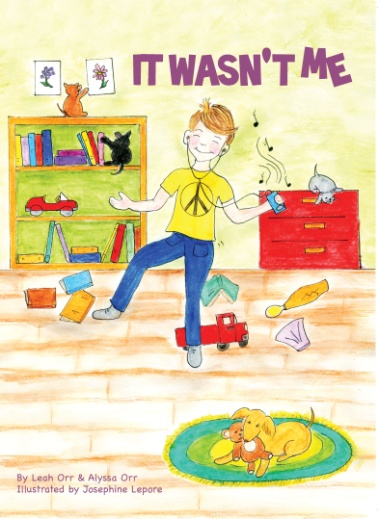 IT WASN'T ME
By Leah Orr & Alyssa Orr
Illustrated by Josephine Lepore